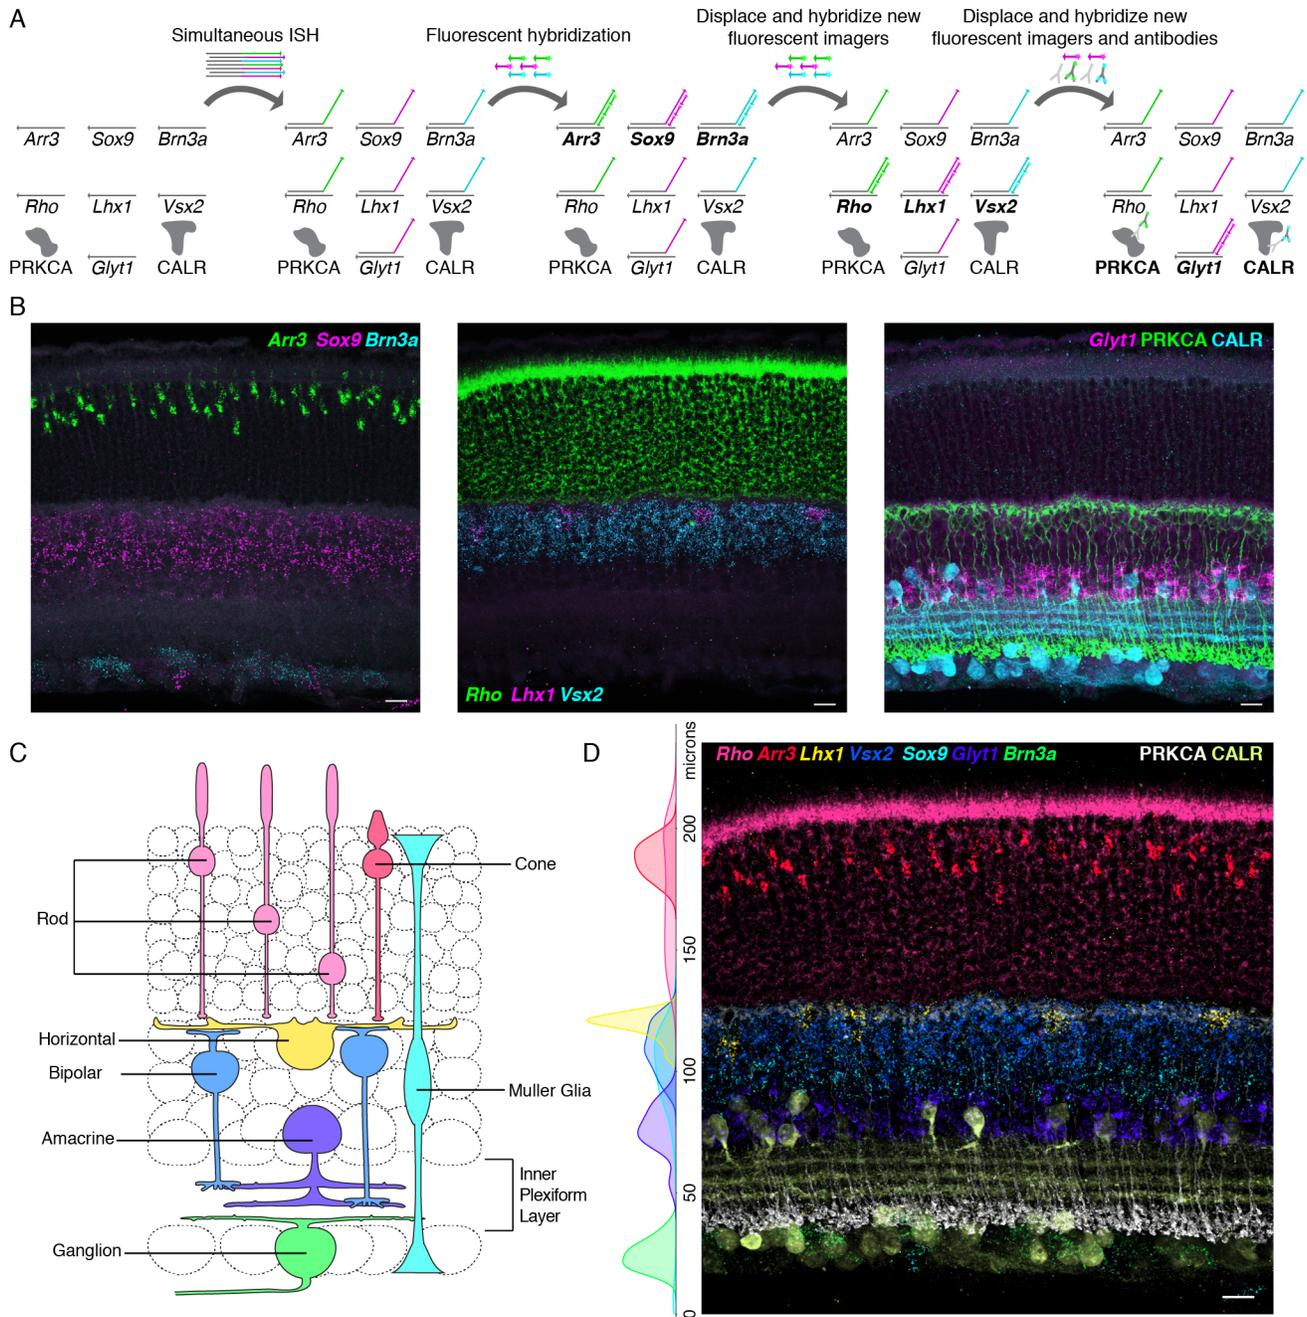 A
Simultaneous ISH
Fluorescent hybridization
Displace and hybridize new
fluorescent imagers
Displace and hybridize new
fluorescent imagers and antibodies
Arr3 Sox9 Brn3a Arr3 Sox9 Brn3a Arr3 Sox9 Brn3a Arr3 Sox9 Brn3a Arr3 Sox9 Brn3a
Rho Lhx1 Vsx2 Rho Lhx1 Vsx2 Rho Lhx1 Vsx2 Rho Lhx1 Vsx2 Rho Lhx1 Vsx2
PRKCA Glyt1 CALR PRKCA Glyt1 CALR PRKCA Glyt1 CALR PRKCA Glyt1 CALR PRKCA Glyt1 CALR
B
Arr3 Sox9 Brn3a
Rho Lhx1 Vsx2
Glyt1 PRKCA CALR
C
Rod
Cone
Horizontal
Bipolar
Muller Glia
Amacrine
Inner
Plexiform
Layer
Ganglion
D
microns
200
150
100
50
0
Rho Arr3 Lhx1 Vsx2 Sox9 Glyt1 Brn3a PRKCA CALR